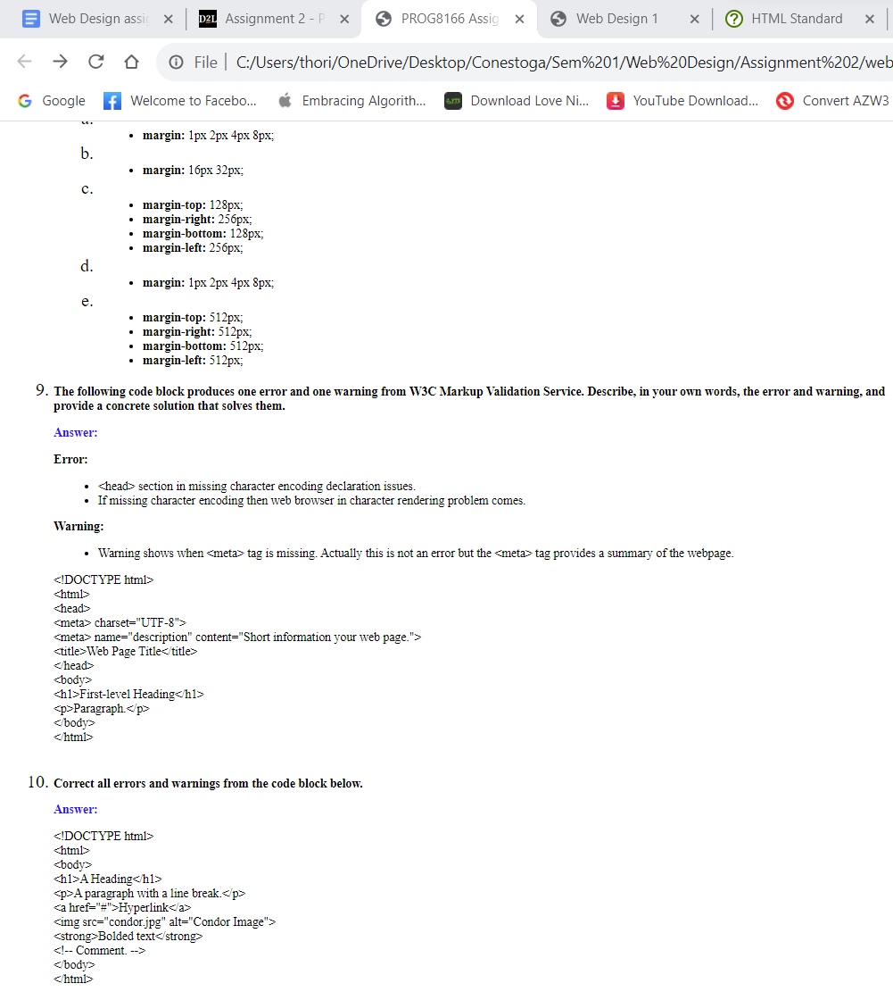 Web Design assi
D2L Assignment 2 - P
PROG8166 Assig
Web Design 1
HTML Standard
File | C:/Users/thori/OneDrive/Desktop/Conestoga/Sem%201/Web%20Design/Assignment%202/web
Google
Welcome to Facebo...
Embracing Algorith...
Download Love Ni...
YouTube Download...
Convert AZW3
• margin: 1px 2px 4px 8px;
b.
• margin: 16px 32px;
c.
• margin-top: 128px;
• margin-right: 256px;
• margin-bottom: 128px;
• margin-left: 256px;
d.
• margin: 1px 2px 4px 8px;
e.
• margin-top: 512px;
• margin-right: 512px;
• margin-bottom: 512px;
• margin-left: 512px;
9. The following code block produces one error and one warning from W3C Markup Validation Service. Describe, in your own words, the error and warning, and
provide a concrete solution that solves them.
Answer:
Error:
• <head> section in missing character encoding declaration issues.
• If missing character encoding then web browser in character rendering problem comes.
Warning:
• Warning shows when <meta> tag is missing. Actually this is not an error but the <meta> tag provides a summary of the webpage.
<!DOCTYPE html>
<html>
<head>
<meta> charset="UTF-8">
<meta> name="description" content="Short information your web page.">
<title>Web Page Title</title>
</head>
<body>
<h1>First-level Heading</h1>
<p>Paragraph.</p>
</body>
</html>
10. Correct all errors and warnings from the code block below.
Answer:
<!DOCTYPE html>
<html>
<body>
<h1>A Heading</h1>
<p>A paragraph with a line break.</p>
<a href="#">Hyperlink</a>
<img src="condor.jpg" alt="Condor Image">
<strong>Bolded text</strong>
<!-- Comment. -->
</body>
</html>